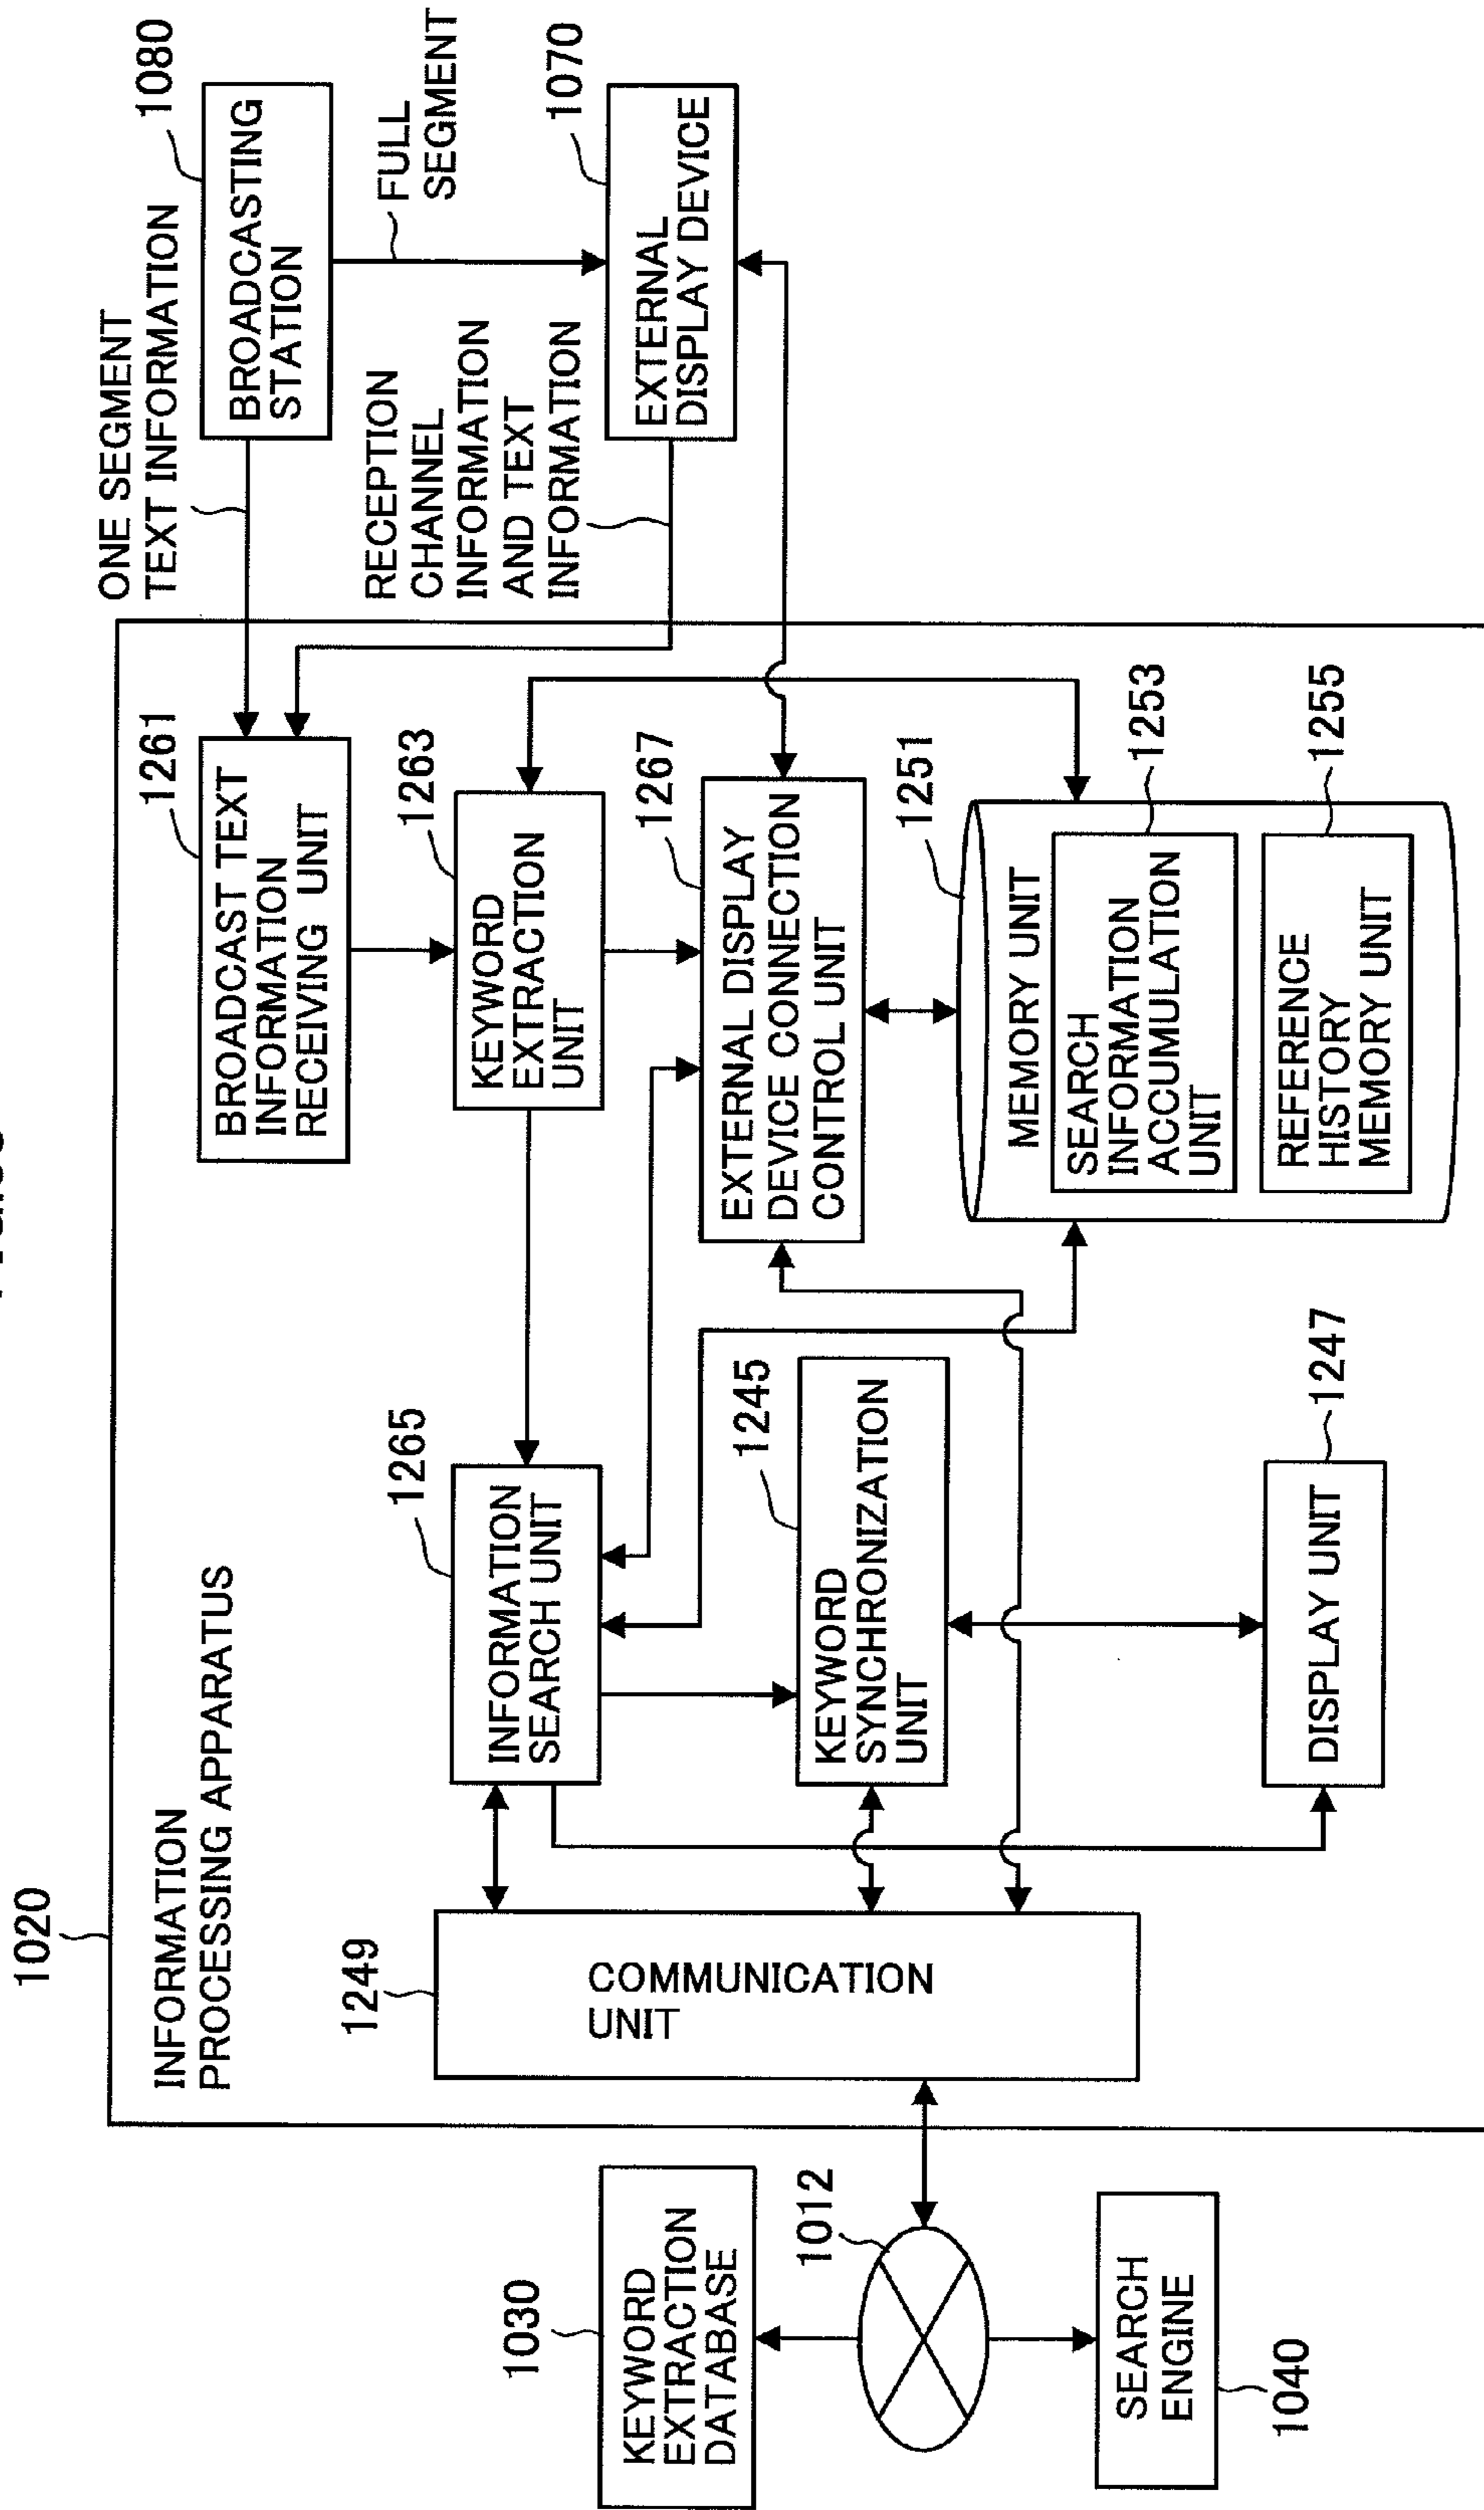 1020
INFORMATION
PROCESSING APPARATUS
1030
KEYWORD
EXTRACTION
DATABASE
1012
SEARCH
ENGINE
1040
1249
COMMUNICATION
UNIT
1265
INFORMATION
SEARCH UNIT
1245
KEYWORD
SYNCHRONIZATION
UNIT
DISPLAY UNIT
1247
1261
BROADCAST TEXT
INFORMATION
RECEIVING UNIT
1263
KEYWORD
EXTRACTION
UNIT
1267
EXTERNAL DISPLAY
DEVICE CONNECTION
CONTROL UNIT
1251
MEMORY UNIT
SEARCH
INFORMATION
ACCUMULATION
UNIT
1253
REFERENCE
HISTORY
MEMORY UNIT
1255
ONE SEGMENT
TEXT INFORMATION
1080
BROADCASTING
STATION
FULL
SEGMENT
RECEPTION
CHANNEL
INFORMATION
AND TEXT
INFORMATION
1070
EXTERNAL
DISPLAY DEVICE